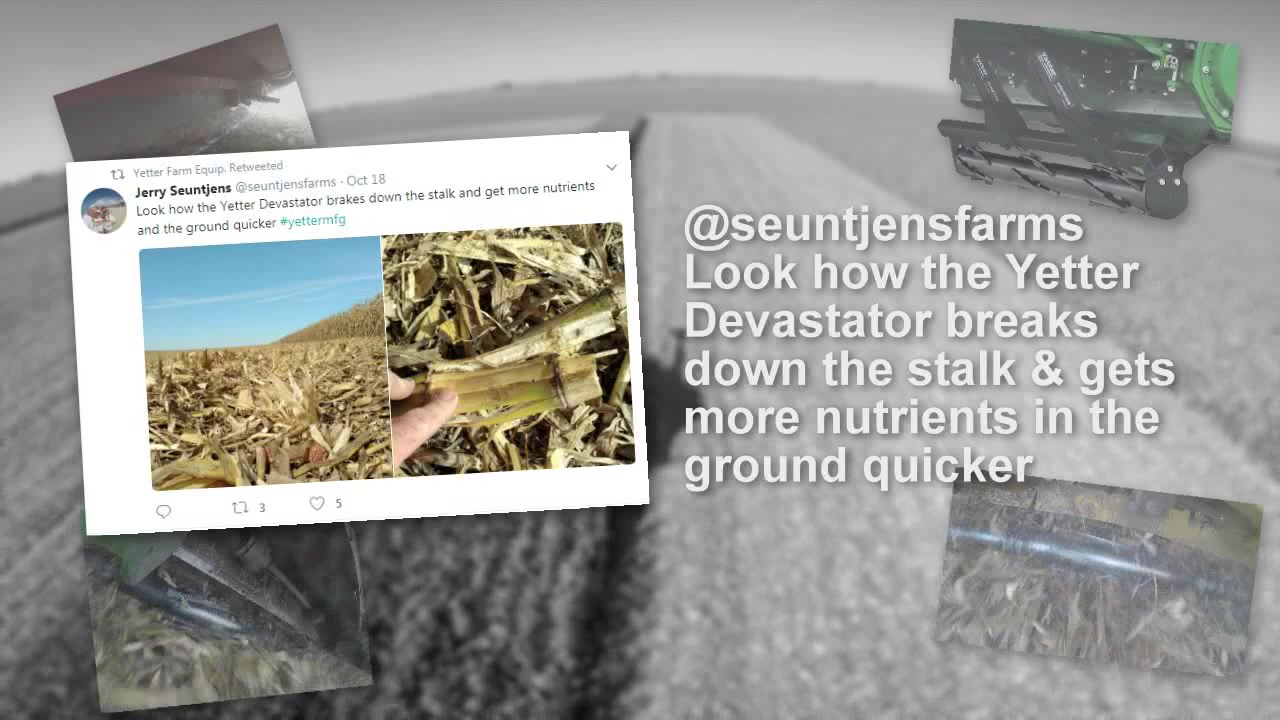 Yetter Farm Equip. Retweeted
Jerry Seuntjens @seuntjensfarms · Oct 18
Look how the Yetter Devastator brakes down the stalk and get more nutrients
and the ground quicker #yettermfg
3 5
@seuntjensfarms
Look how the Yetter
Devastator breaks
down the stalk & gets
more nutrients in the
ground quicker